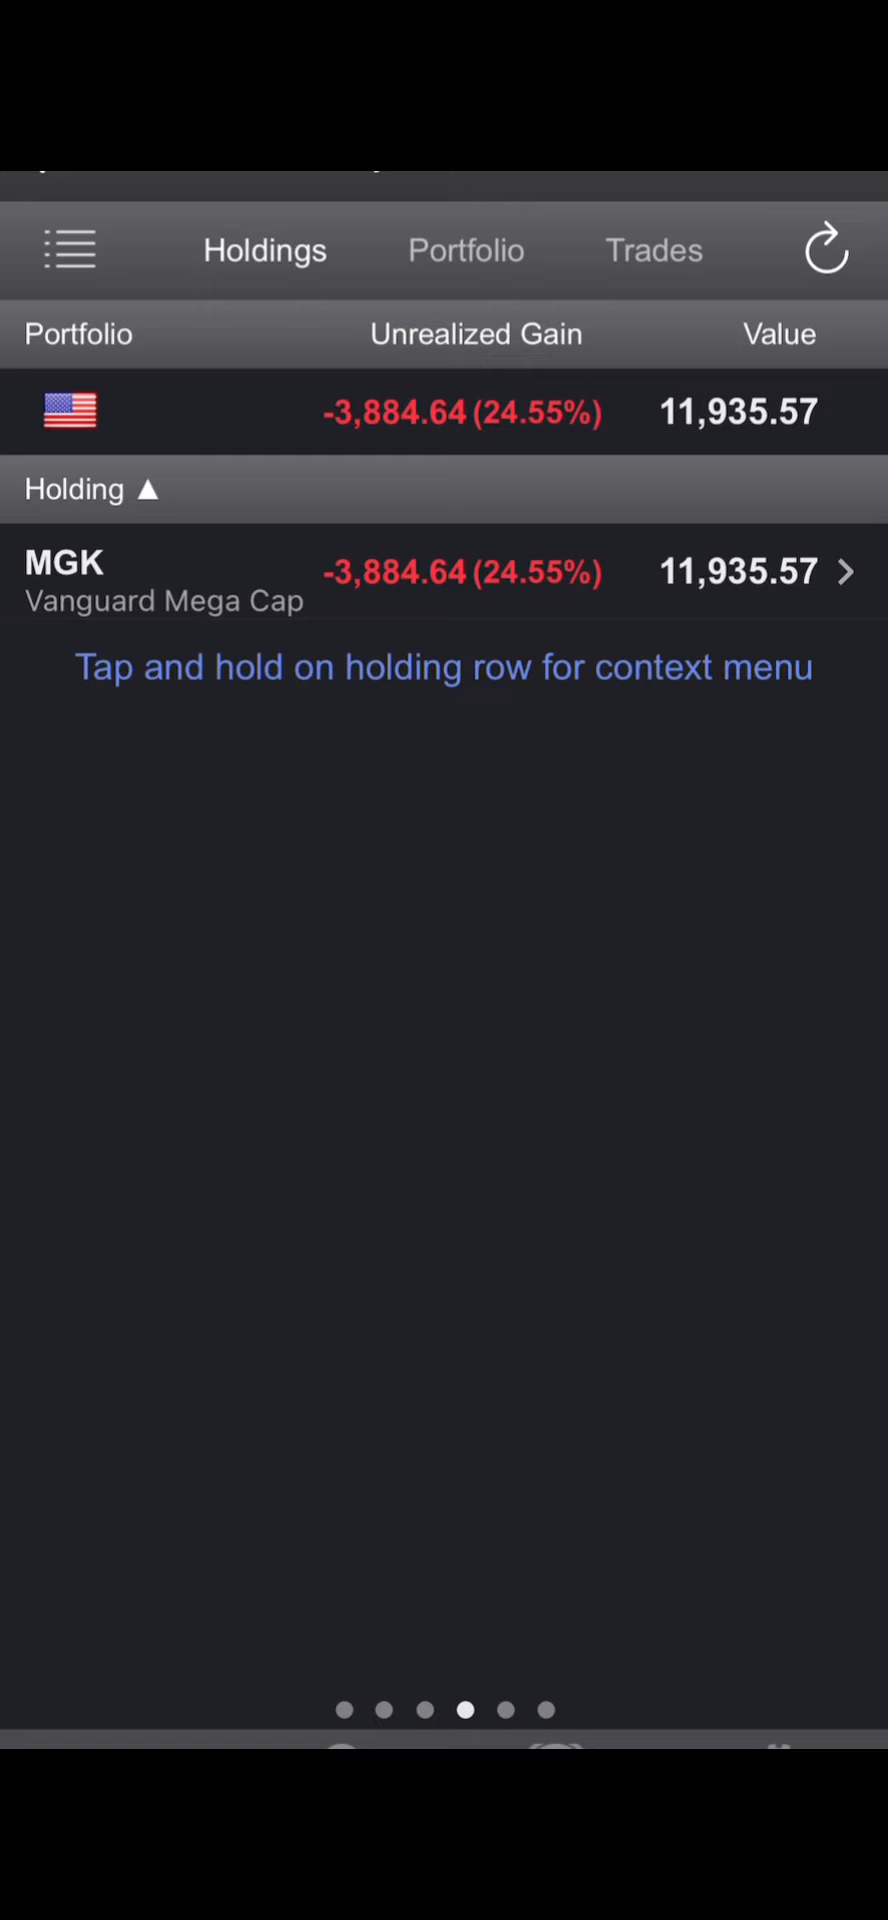 Holdings Portfolio Trades
Portfolio Unrealized Gain Value
-3,884.64 (24.55%) 11,935.57
Holding ▲
MGK -3,884.64 (24.55%) 11,935.57
Vanguard Mega Cap
Tap and hold on holding row for context menu